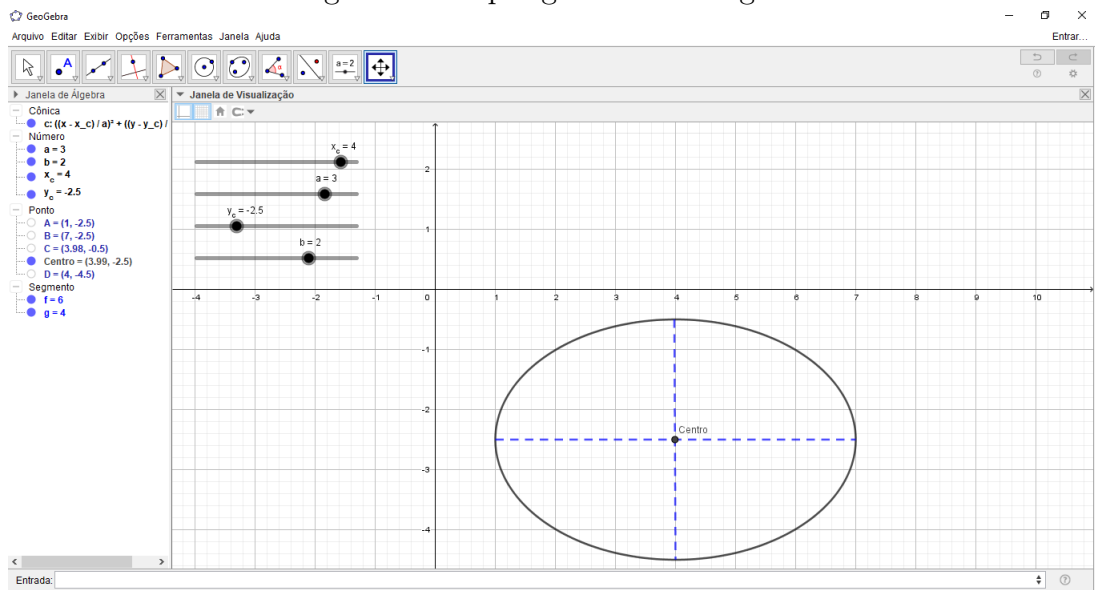 GeoGebra
Arquivo Editar Exibir Opções Ferramentas Janela Ajuda
Entrar...
A
a = 2
Janela de Álgebra
Janela de Visualização
Cônica
c: ((x - x_c) / a)² + ((y - y_c) /
Número
a = 3
b = 2
x_c = 4
y_c = -2.5
Ponto
A = (1, -2.5)
B = (7, -2.5)
C = (3.98, -0.5)
Centro = (3.99, -2.5)
D = (4, -4.5)
Segmento
f = 6
g = 4
x_c = 4
a = 3
y_c = -2.5
b = 2
2
1
-4 -3 -2 -1 0 1 2 3 4 5 6 7 8 9 10
-1
-2
Centro
-3
-4
Entrada: